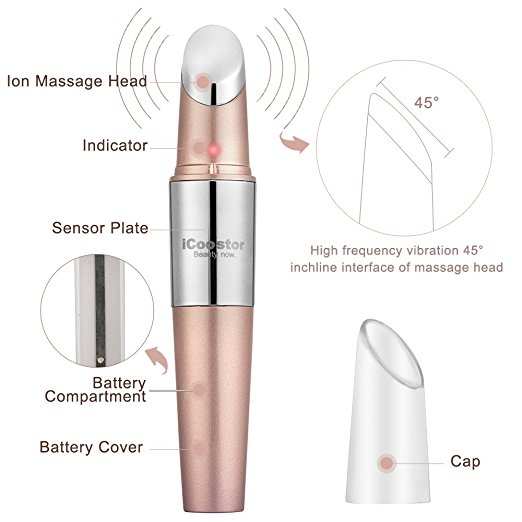 Ion Massage Head
Indicator
Sensor Plate
iCoostor
Beauty now.
Battery
Compartment
Battery Cover
45°
High frequency vibration 45°
inchline interface of massage head
Cap